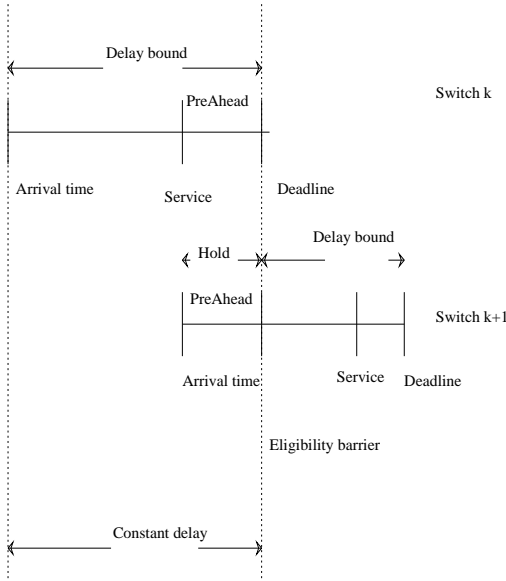 Delay bound
PreAhead
Switch k
Arrival time
Service
Deadline
Hold
Delay bound
PreAhead
Switch k+1
Arrival time
Service
Deadline
Eligibility barrier
Constant delay